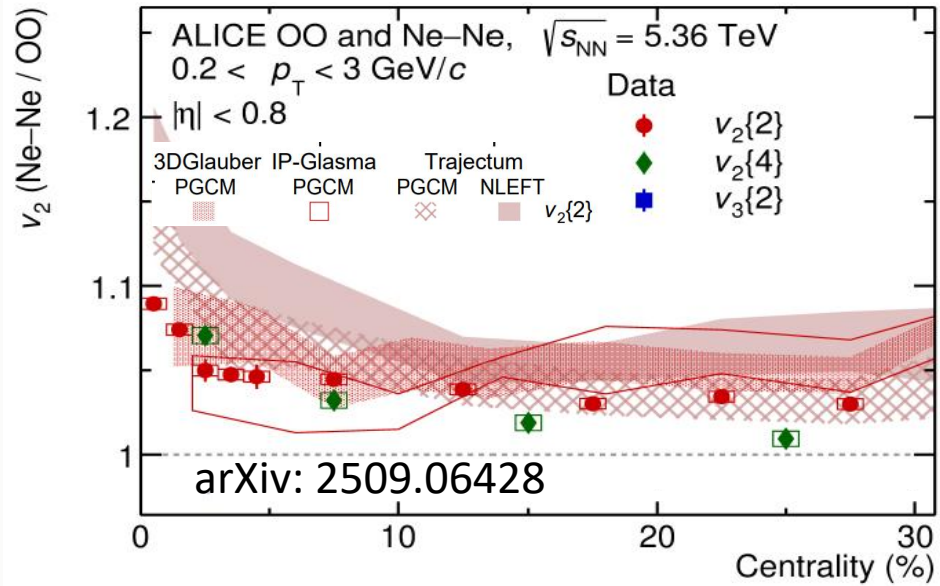 ALICE OO and Ne–Ne, √sNN = 5.36 TeV
0.2 < pT < 3 GeV/c
|η| < 0.8
Data
v2{2}
v2{4}
v3{2}
3DGlauber IP-Glasma Trajectum
PGCM PGCM PGCM NLEFT
v2{2}
v2 (Ne–Ne / OO)
1.2
1.1
1
arXiv: 2509.06428
0 10 20 30
Centrality (%)